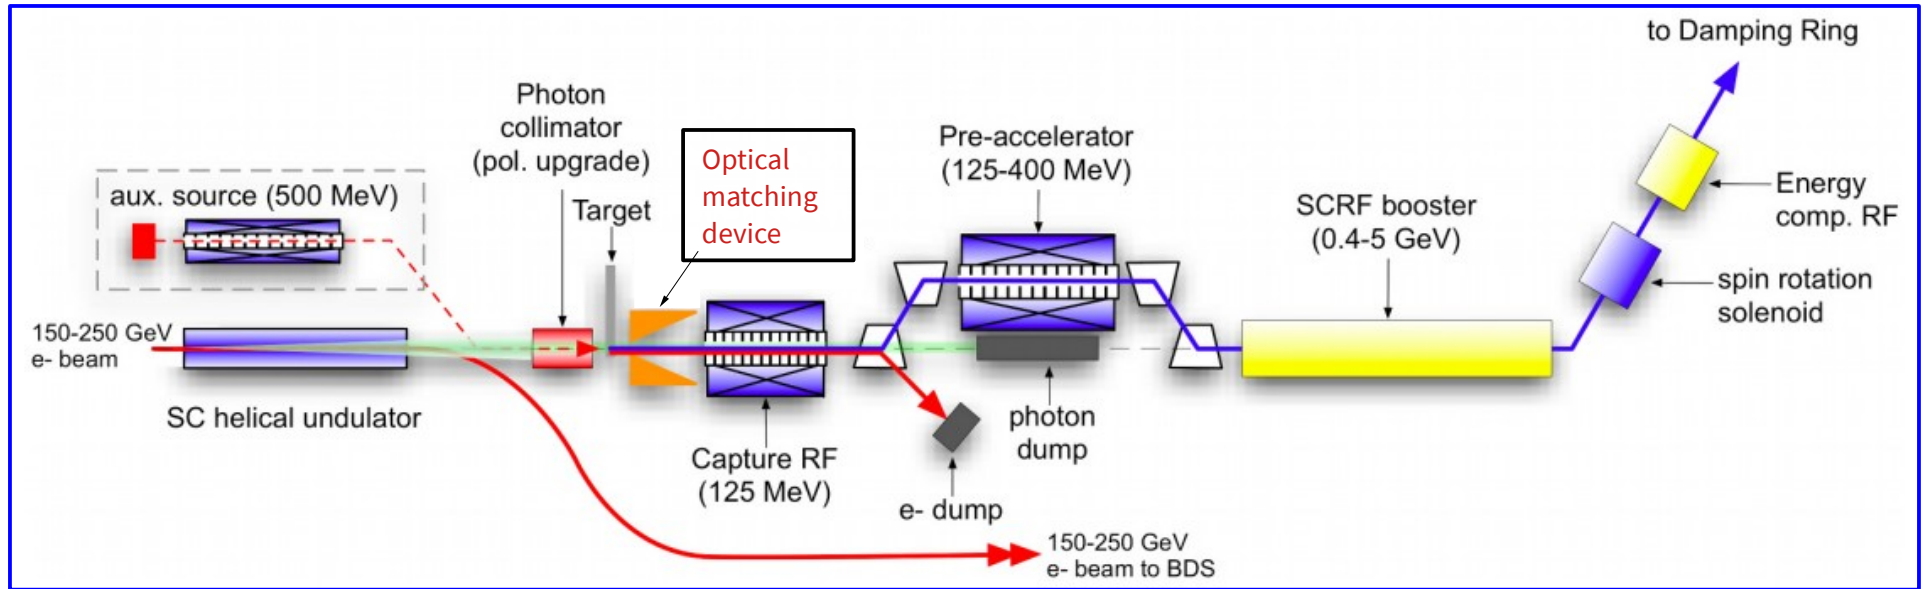 to Damping Ring
Photon
collimator
(pol. upgrade)
Optical
matching
device
Pre-accelerator
(125-400 MeV)
aux. source (500 MeV)
Target
SCRF booster
(0.4-5 GeV)
Energy
comp. RF
spin rotation
solenoid
150-250 GeV
e- beam
SC helical undulator
Capture RF
(125 MeV)
photon
dump
e- dump
150-250 GeV
e- beam to BDS